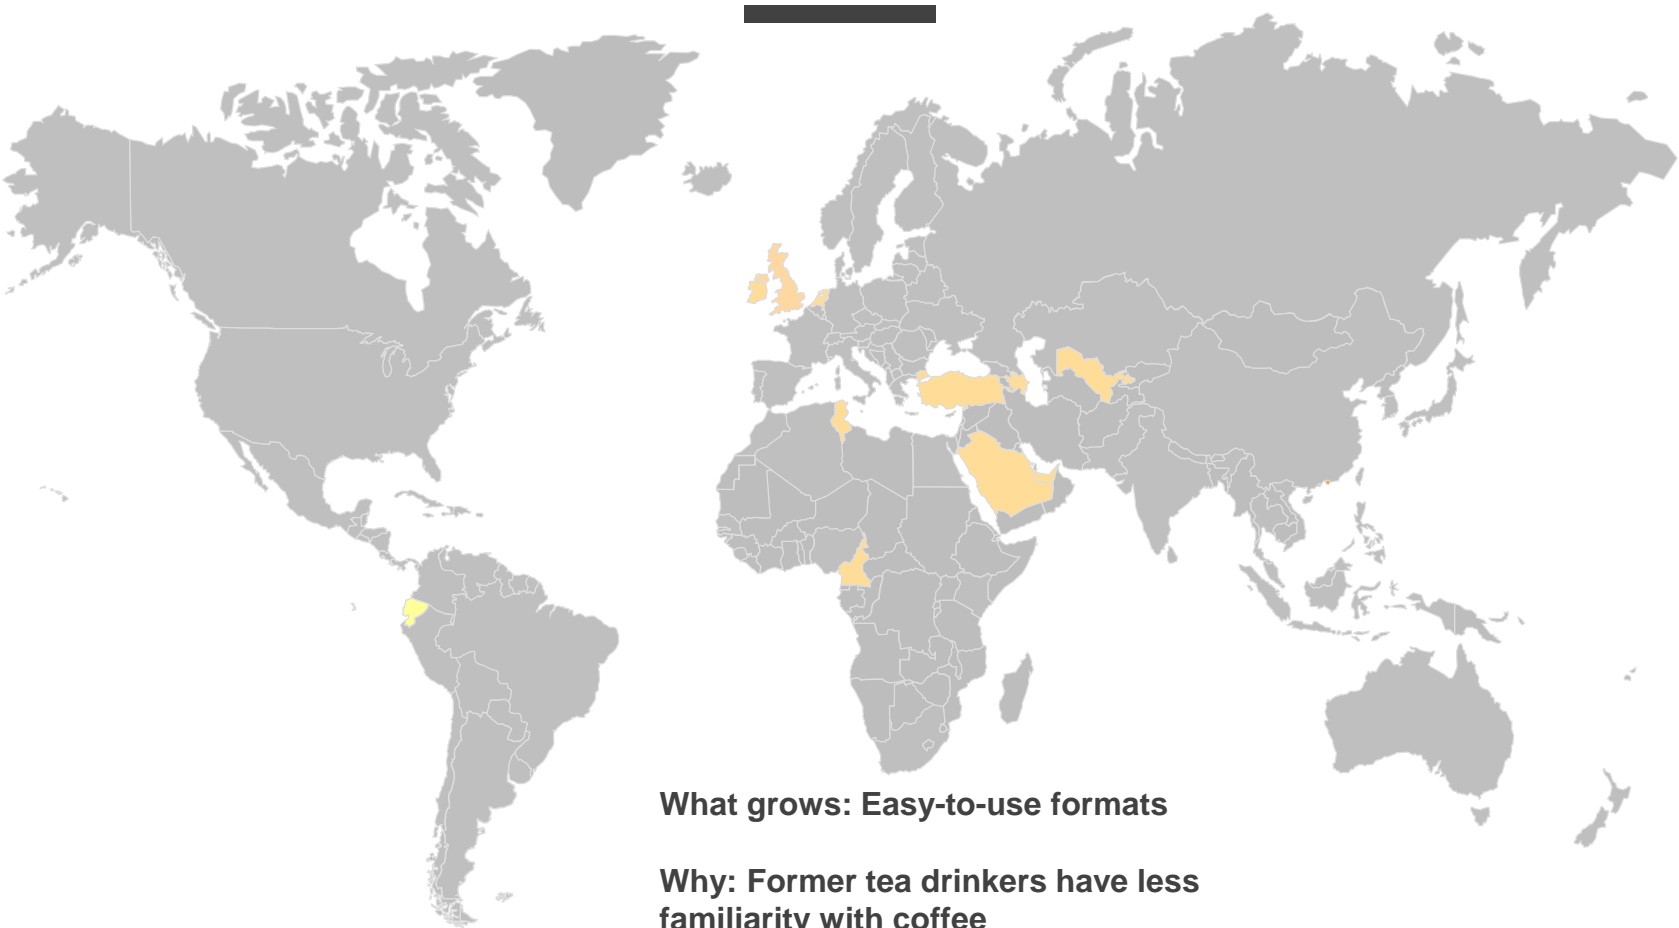 What grows: Easy-to-use formats
Why: Former tea drinkers have less
familiarity with coffee